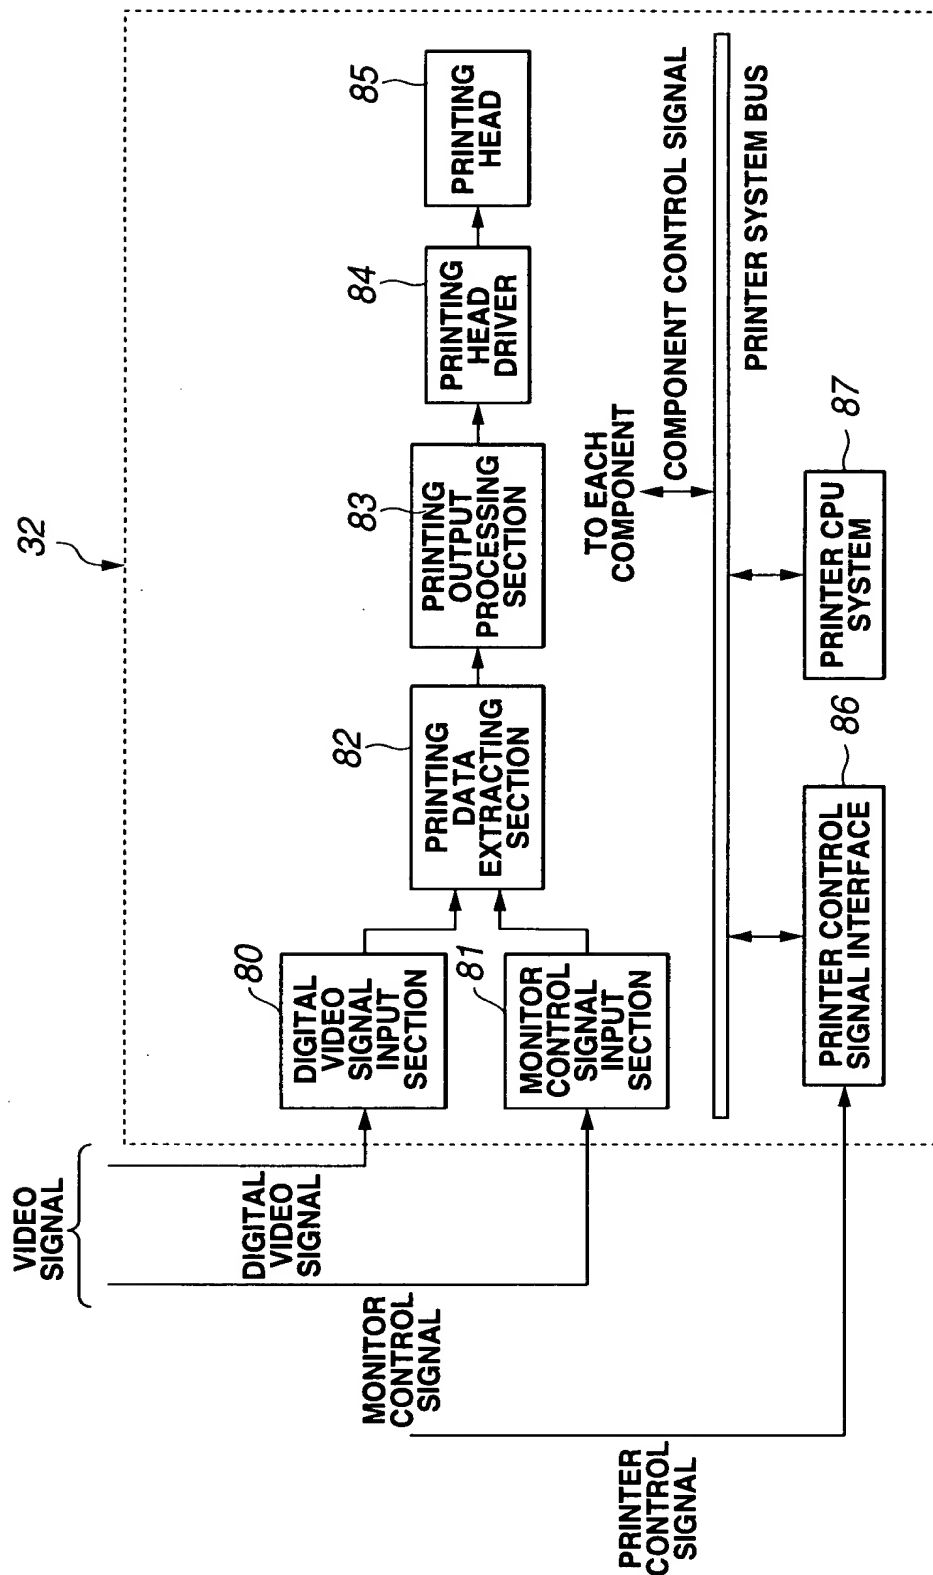 32
VIDEO
SIGNAL
DIGITAL
VIDEO
SIGNAL
MONITOR
CONTROL
SIGNAL
PRINTER
CONTROL
SIGNAL
80
DIGITAL
VIDEO
SIGNAL
INPUT
SECTION
81
MONITOR
CONTROL
SIGNAL
INPUT
SECTION
82
PRINTING
DATA
EXTRACTING
SECTION
83
PRINTING
OUTPUT
PROCESSING
SECTION
84
PRINTING
HEAD
DRIVER
85
PRINTING
HEAD
TO EACH
COMPONENT
COMPONENT CONTROL SIGNAL
PRINTER SYSTEM BUS
86
PRINTER CONTROL
SIGNAL INTERFACE
87
PRINTER CPU
SYSTEM